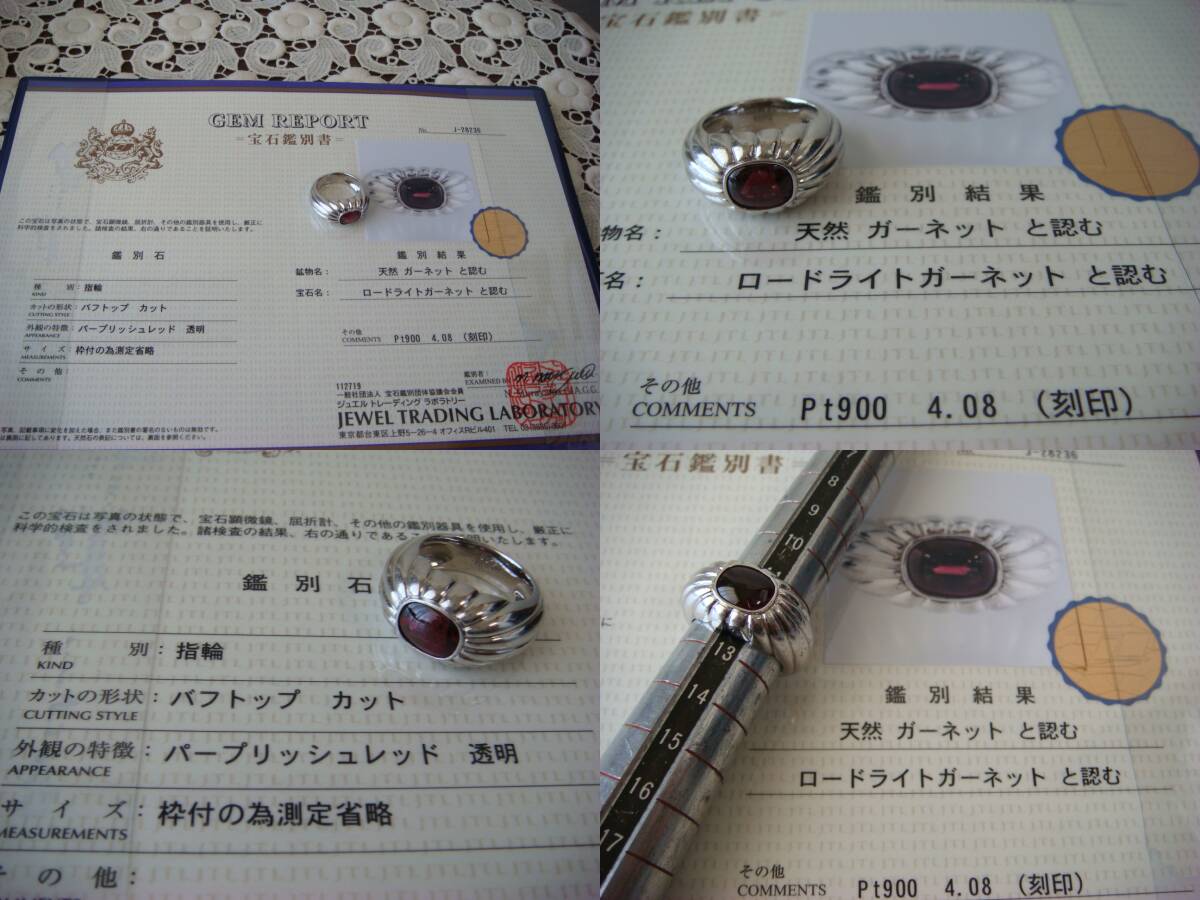 GEM REPORT
=宝石鑑別書=
No. J-28236
この宝石は写真の状態で、宝石顕微鏡、屈折計、その他の鑑別器具を使用し、厳正に
科学的検査をされました。諸検査の結果、右の通りであることを証明いたします。
鑑別石
種別: 指輪
KIND
カットの形状: バフトップ カット
CUTTING STYLE
外観の特徴: パープリッシュレッド 透明
APPEARANCE
サイズ: 枠付の為測定省略
MEASUREMENTS
その他:
COMMENTS
鑑別結果
鉱物名: 天然 ガーネット と認む
宝石名: ロードライトガーネット と認む
その他
COMMENTS Pt900 4.08 (刻印)
鑑別者:
EXAMINED BY
112719
一般社団法人 宝石鑑別団体協議会会員
ジュエル トレーディング ラボラトリー
JEWEL TRADING LABORATORY
東京都台東区上野5-26-4 オフィスRビル401 TEL
宝石鑑別書=
鑑別結果
物名: 天然 ガーネット と認む
名: ロードライトガーネット と認む
その他
COMMENTS Pt900 4.08 (刻印)
この宝石は写真の状態で、宝石顕微鏡、屈折計、その他の鑑別器具を使用し、厳正に
科学的検査をされました。諸検査の結果、右の通りであるこ
いたします。
鑑別石
種別: 指輪
KIND
カットの形状: バフトップ カット
CUTTING STYLE
外観の特徴: パープリッシュレッド 透明
APPEARANCE
サイズ: 枠付の為測定省略
MEASUREMENTS
その他:
=宝石鑑別書=
J-28236
7
8
9
10
13
14
15
16
17
鑑別結果
天然 ガーネット と認む
ロードライトガーネット と認む
その他
COMMENTS Pt900 4.08 (刻印)